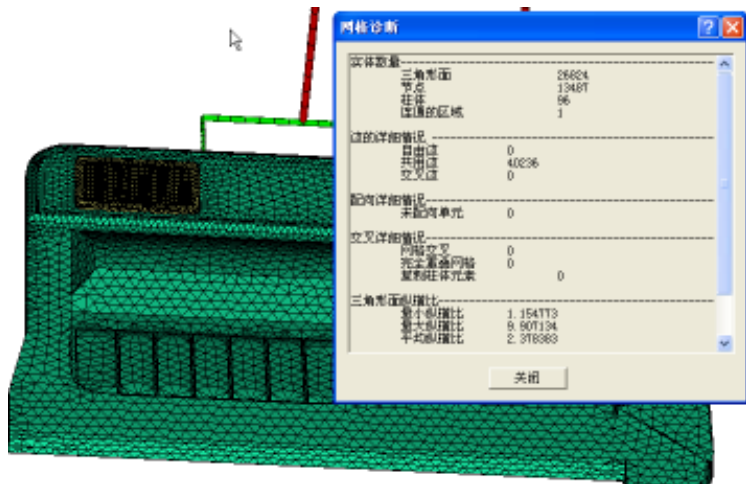 网格诊断
实体数量
三角形面 26824
节点 13487
柱体 96
连通的区域 1
边的详细情况
自由边 0
共用边 40236
交叉边 0
配向详细情况
未配向单元 0
交叉详细情况
网格交叉 0
完全重叠网格 0
复制柱体元素 0
三角形面纵横比
最小纵横比 1.154773
最大纵横比 9.907134
平均纵横比 2.378383
关闭